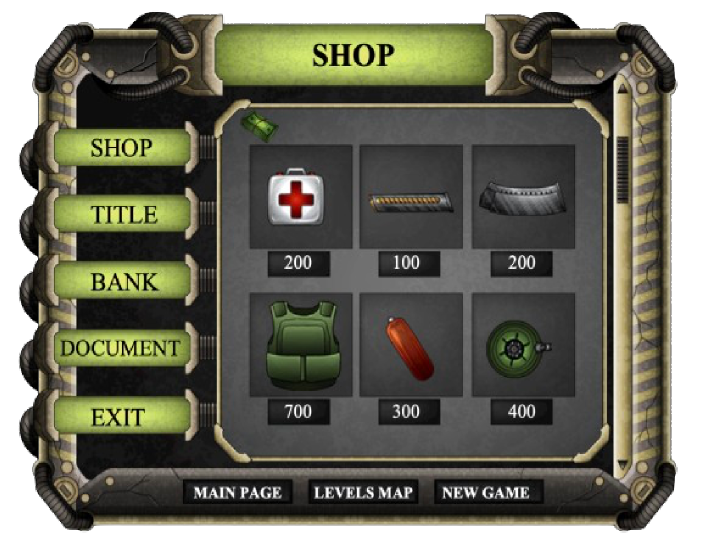 SHOP
SHOP
TITLE
BANK
DOCUMENT
EXIT
200 100 200
700 300 400
MAIN PAGE LEVELS MAP NEW GAME